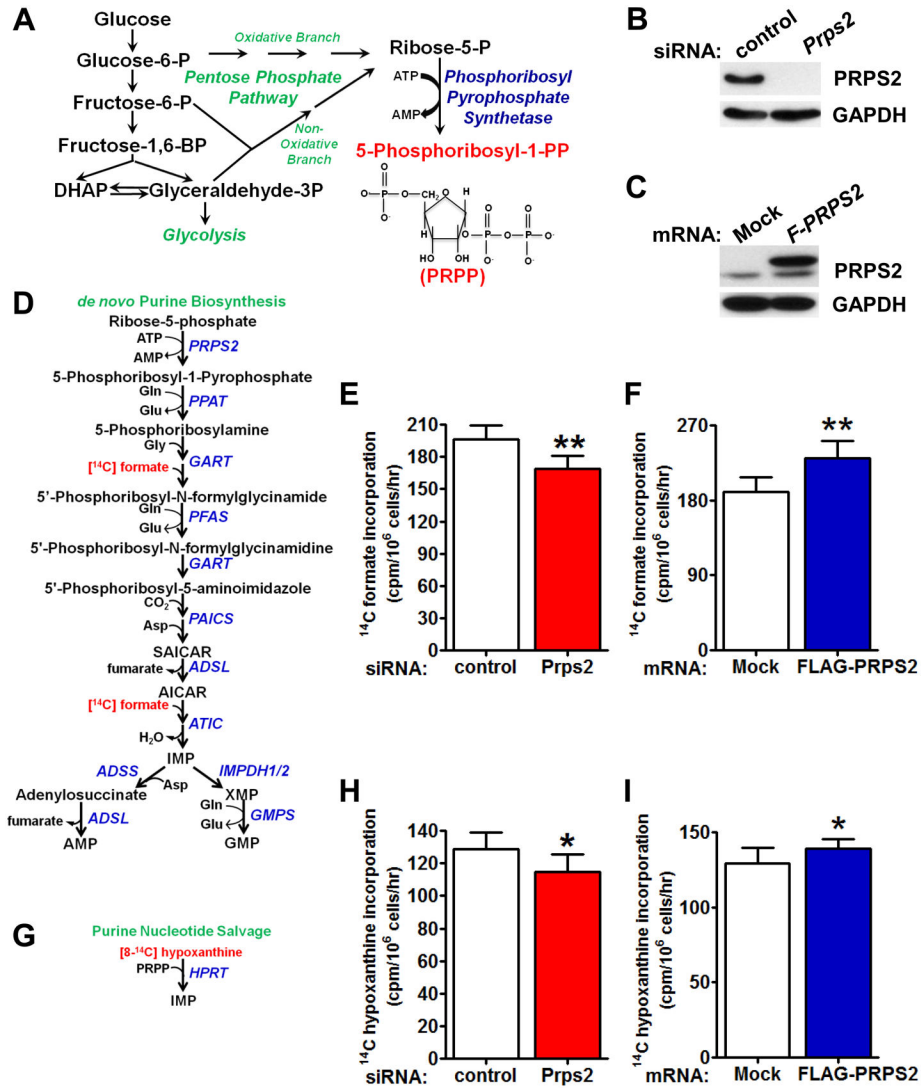 A
Glucose
Glucose-6-P
Oxidative Branch
Ribose-5-P
Pentose Phosphate
Pathway
Fructose-6-P
Non-
Oxidative
Branch
Fructose-1,6-BP
DHAP
Glyceraldehyde-3P
Glycolysis
ATP
AMP
Phosphoribosyl
Pyrophosphate
Synthetase
5-Phosphoribosyl-1-PP
O
O⁻ P O CH₂ O H
O⁻
H
O O
O P O P O⁻
O⁻ O⁻
HO OH
(PRPP)
B
siRNA: control Prps2
PRPS2
GAPDH
C
mRNA: Mock F-PRPS2
PRPS2
GAPDH
D
de novo Purine Biosynthesis
Ribose-5-phosphate
ATP
AMP
PRPS2
5-Phosphoribosyl-1-Pyrophosphate
Gln
Glu
PPAT
5-Phosphoribosylamine
Gly
GART
[¹⁴C] formate
5'-Phosphoribosyl-N-formylglycinamide
Gln
Glu
PFAS
5'-Phosphoribosyl-N-formylglycinamidine
GART
5'-Phosphoribosyl-5-aminoimidazole
CO₂
PAICS
Asp
SAICAR
fumarate
ADSL
AICAR
[¹⁴C] formate
ATIC
H₂O
IMP
ADSS
Asp
IMPDH1/2
Adenylosuccinate
XMP
fumarate
ADSL
Gln
Glu
GMPS
AMP
GMP
E
¹⁴C formate incorporation
(cpm/10⁶ cells/hr)
210
180
150
120
90
60
30
0
**
siRNA: control Prps2
F
¹⁴C formate incorporation
(cpm/10⁶ cells/hr)
270
180
90
0
**
mRNA: Mock FLAG-PRPS2
G
Purine Nucleotide Salvage
[8-¹⁴C] hypoxanthine
PRPP
HPRT
IMP
H
¹⁴C hypoxanthine incorporation
(cpm/10⁶ cells/hr)
140
120
100
80
60
40
20
0
*
siRNA: control Prps2
I
¹⁴C hypoxanthine incorporation
(cpm/10⁶ cells/hr)
150
100
50
0
*
mRNA: Mock FLAG-PRPS2